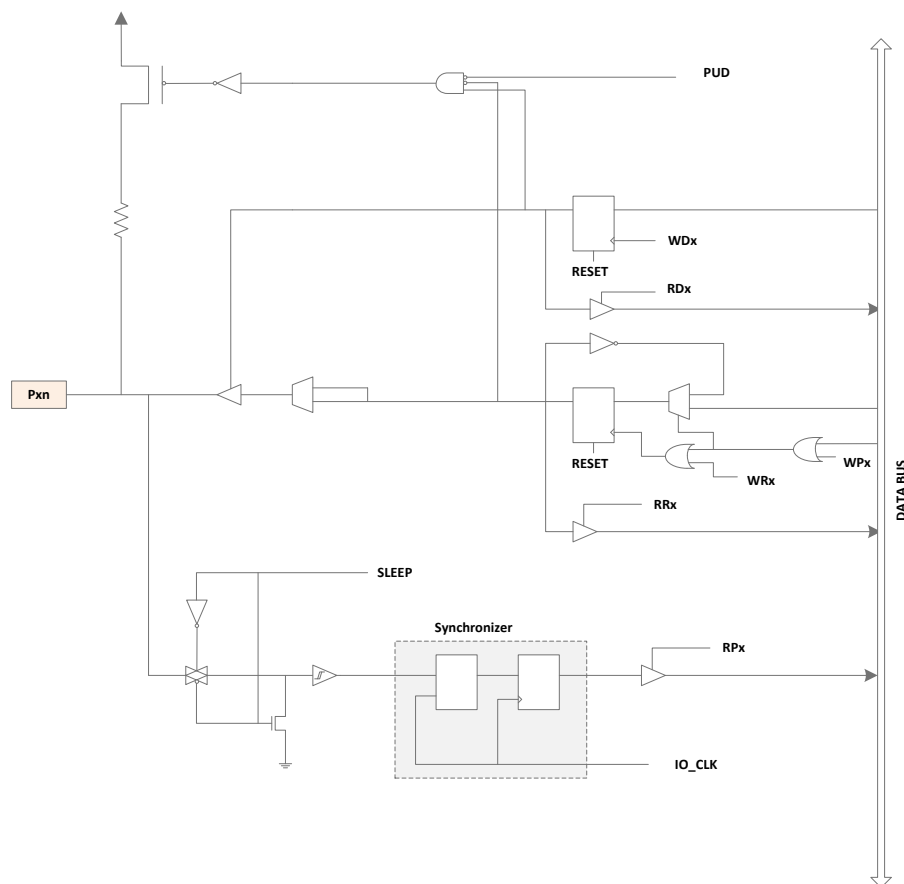 PUD
WDx
RESET
RDx
Pxn
RESET
WPx
WRx
RRx
DATA BUS
SLEEP
Synchronizer
RPx
IO_CLK